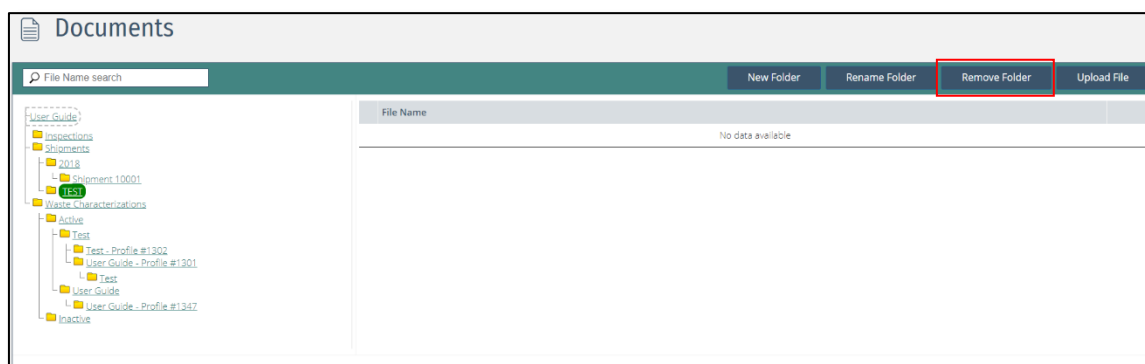 Documents
File Name search
New Folder Rename Folder Remove Folder Upload File
User Guide
File Name
Inspections
No data available
Shipments
2018
Shipment 10001
TEST
Waste Characterizations
Active
Test
Test - Profile #1302
User Guide - Profile #1301
Test
User Guide
User Guide - Profile #1347
Inactive